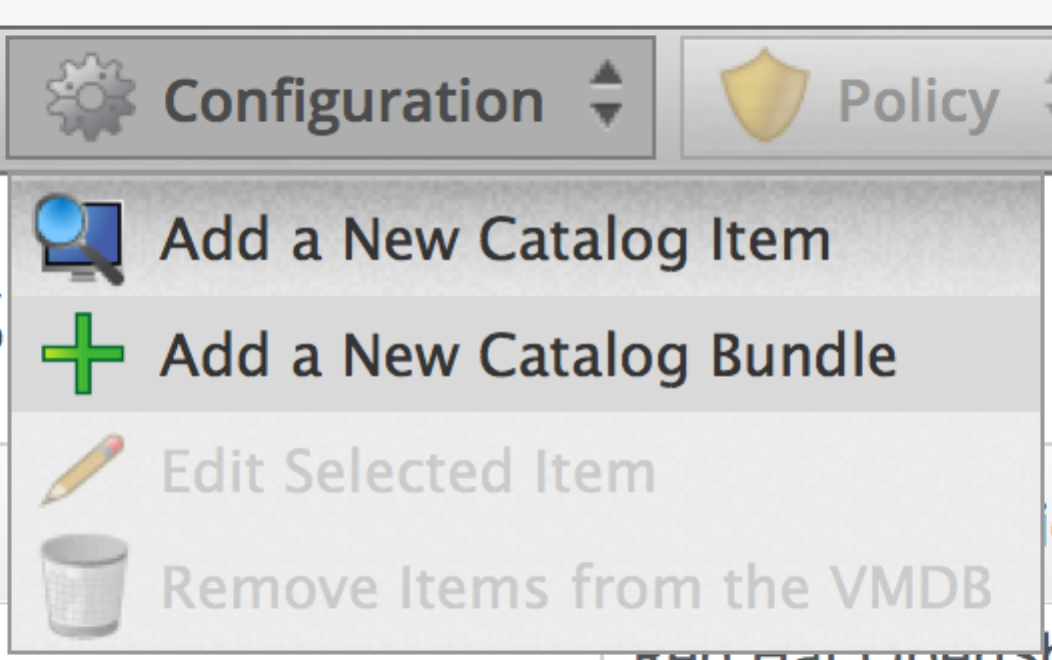 Configuration
Policy
Add a New Catalog Item
Add a New Catalog Bundle
Edit Selected Item
Remove Items from the VMDB